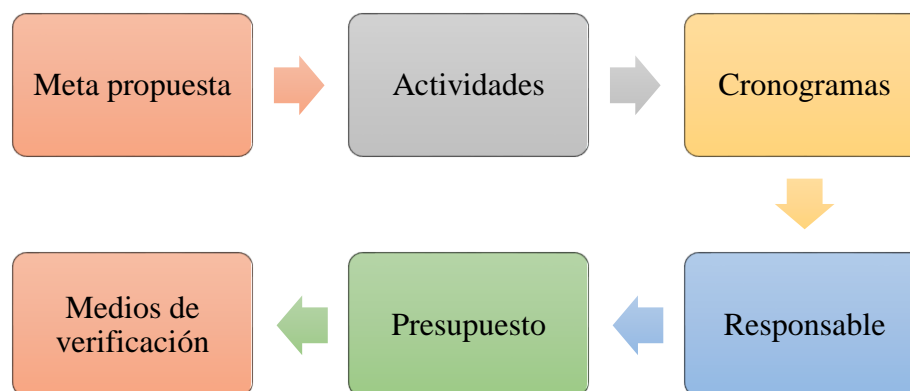 Meta propuesta
Actividades
Cronogramas
Responsable
Presupuesto
Medios de
verificación